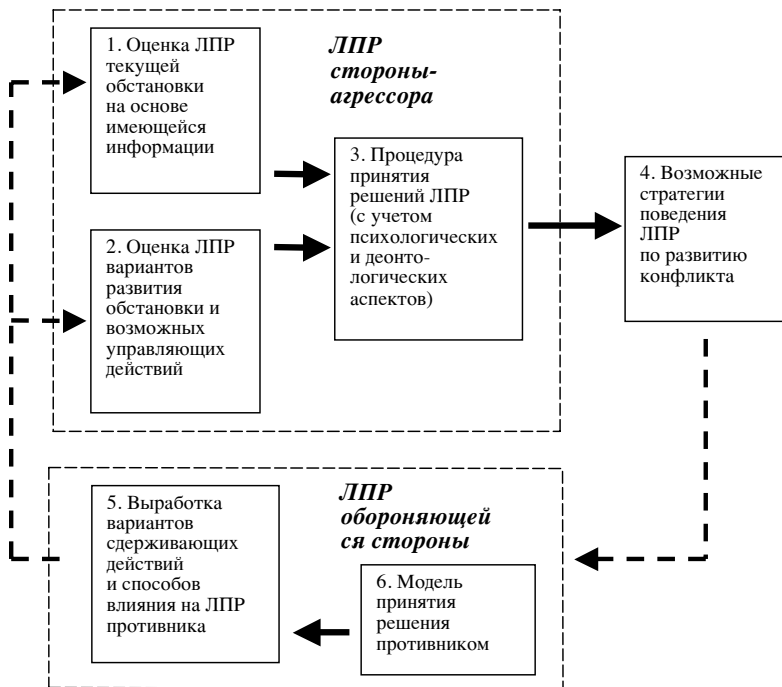 1. Оценка ЛПР
текущей
обстановки
на основе
имеющейся
информации
ЛПР
стороны-
агрессора
2. Оценка ЛПР
вариантов
развития
обстановки и
возможных
управляющих
действий
3. Процедура
принятия
решений ЛПР
(с учетом
психологических
и деонто-
логических
аспектов)
4. Возможные
стратегии
поведения
ЛПР
по развитию
конфликта
5. Выработка
вариантов
сдерживающих
действий
и способов
влияния на ЛПР
противника
ЛПР
обороняющей
ся стороны
6. Модель
принятия
решения
противником